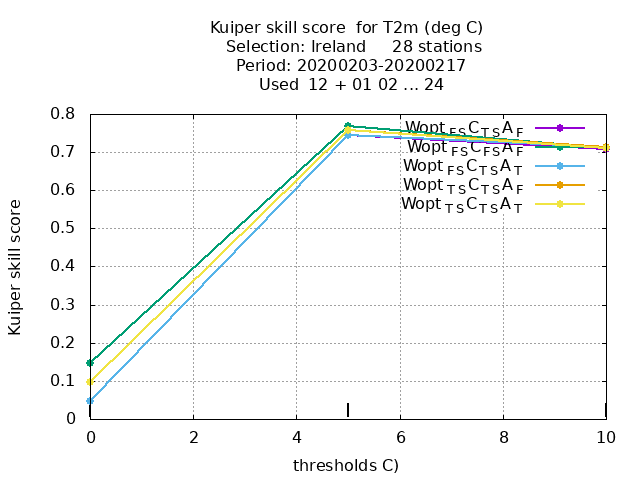 Kuiper skill score  for T2m (deg C)
Selection: Ireland     28 stations
Period: 20200203-20200217
Used  12 + 01 02 ... 24
Kuiper skill score
0.8
0.7
0.6
0.5
0.4
0.3
0.2
0.1
0
Wopt FS C TS A F
Wopt FS C FS A F
Wopt FS C TS A T
Wopt TS C TS A F
Wopt TS C TS A T
0 2 4 6 8 10
thresholds C)